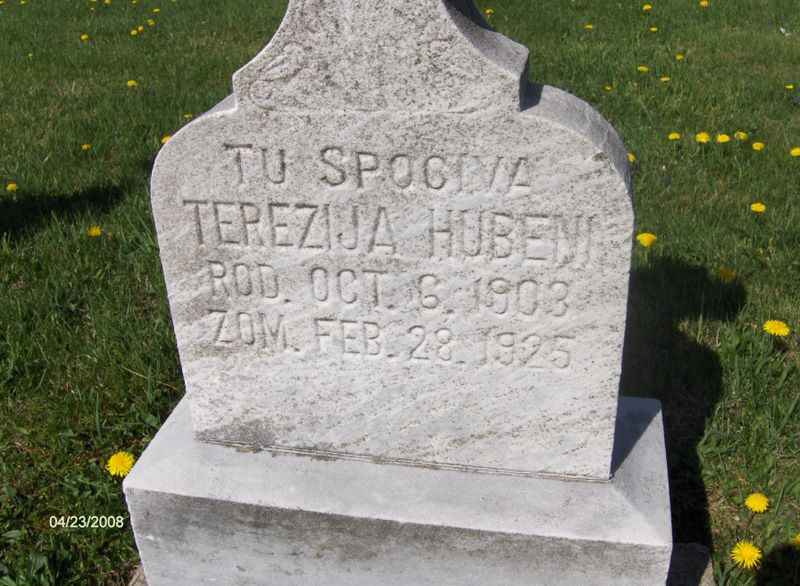 TU SPOCIVA
TEREZIJA HUBENI
ROD. OCT. 6. 1903
ZOM. FEB. 28. 1925
04/23/2008